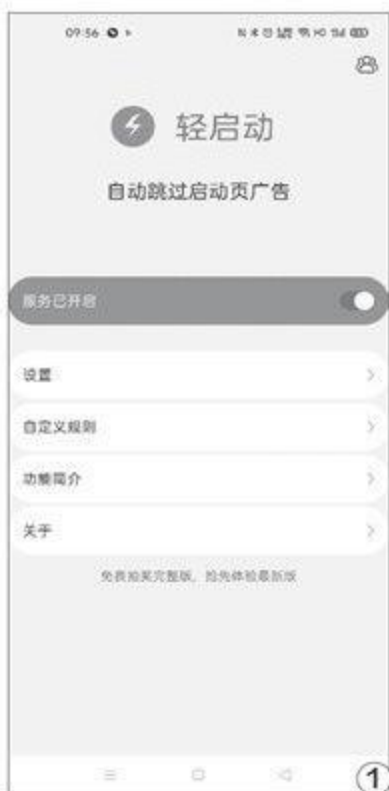 09:56
轻启动
自动跳过启动页广告
服务已开启
设置
自定义规则
功能简介
关于
免费抽奖完整版，抢先体验最新版
①